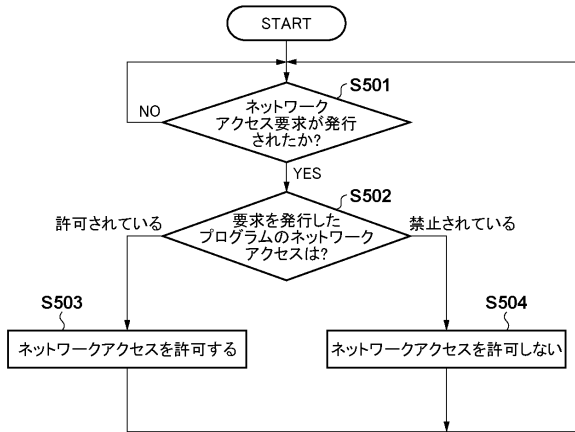 START
S501
ネットワーク
アクセス要求が発行
されたか?
NO
YES
S502
要求を発行した
プログラムのネットワーク
アクセスは?
許可されている
禁止されている
S503
ネットワークアクセスを許可する
S504
ネットワークアクセスを許可しない